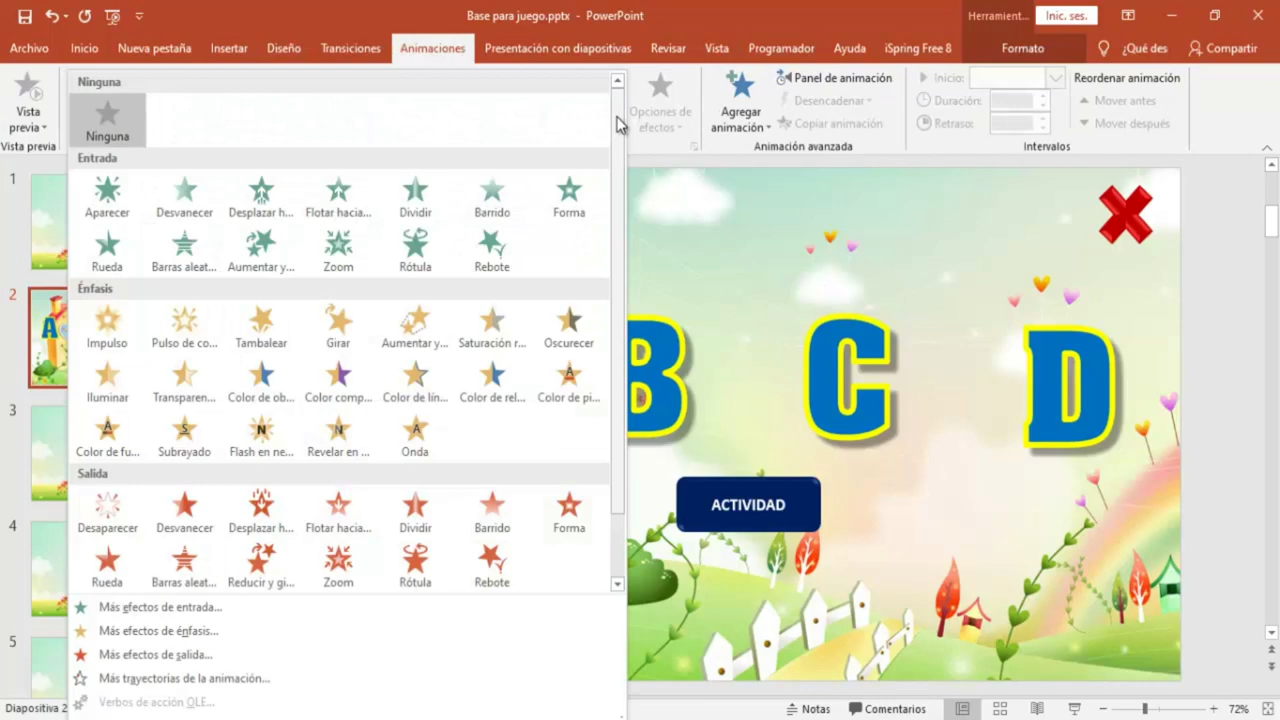 Base para juego.pptx - PowerPoint
Herramient...
Inic. ses.
Archivo Inicio Nueva pestaña Insertar Diseño Transiciones Animaciones Presentación con diapositivas Revisar Vista Programador Ayuda iSpring Free 8 Formato ¿Qué des Compartir
Vista
previa
Vista previa
Opciones de
efectos
Agregar
animación
Panel de animación
Desencadenar
Copiar animación
Animación avanzada
Inicio:
Duración:
Retraso:
Reordenar animación
Mover antes
Mover después
Intervalos
Ninguna
Ninguna
Entrada
Aparecer Desvanecer Desplazar h... Flotar hacia... Dividir Barrido Forma
Rueda Barras aleat... Aumentar y... Zoom Rótula Rebote
Énfasis
Impulso Pulso de co... Tambalear Girar Aumentar y... Saturación r... Oscurecer
Iluminar Transparen... Color de ob... Color comp... Color de lín... Color de rel... Color de pi...
Color de fu... Subrayado Flash en ne... Revelar en ... Onda
Salida
Desaparecer Desvanecer Desplazar h... Flotar hacia... Dividir Barrido Forma
Rueda Barras aleat... Reducir y gi... Zoom Rótula Rebote
Más efectos de entrada...
Más efectos de énfasis...
Más efectos de salida...
Más trayectorias de la animación...
Verbos de acción OLE...
1
2
A
3
4
5
B C D
ACTIVIDAD
Diapositiva 2
Notas
Comentarios
72%